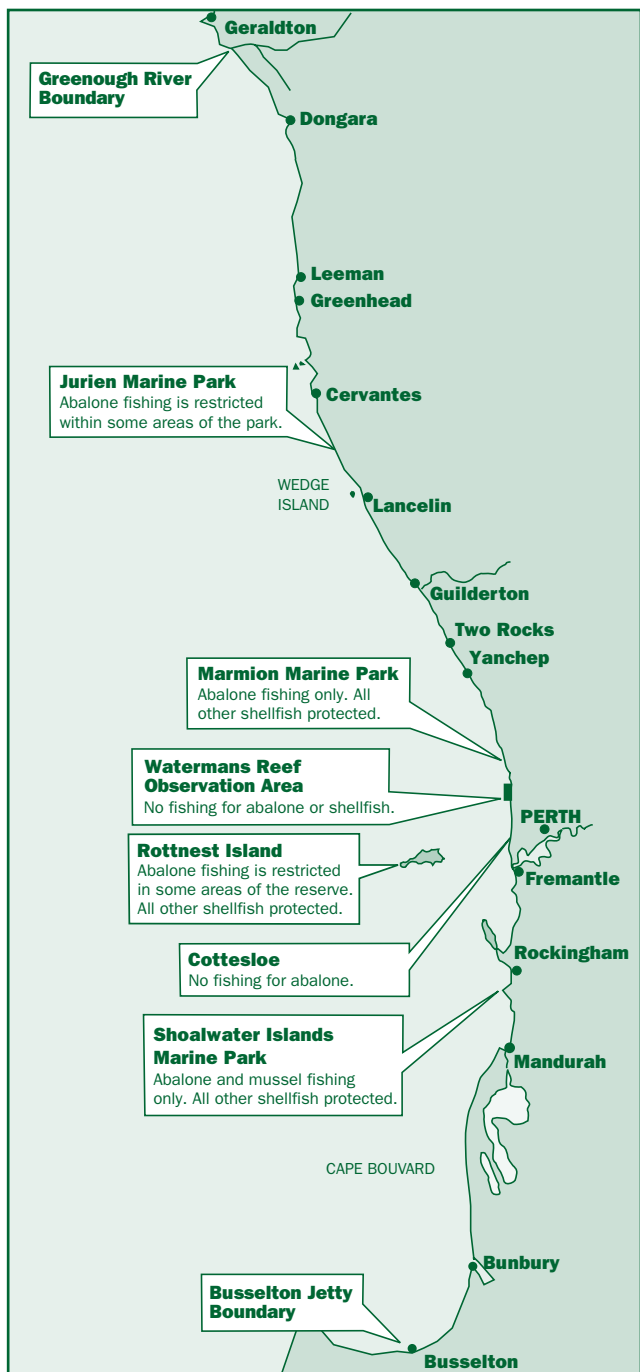 Geraldton
Greenough River
Boundary
Dongara
Leeman
Greenhead
Jurien Marine Park
Abalone fishing is restricted
within some areas of the park.
Cervantes
WEDGE
ISLAND
Lancelin
Guilderton
Two Rocks
Yanchep
Marmion Marine Park
Abalone fishing only. All
other shellfish protected.
Watermans Reef
Observation Area
No fishing for abalone or shellfish.
PERTH
Rottnest Island
Abalone fishing is restricted
in some areas of the reserve.
All other shellfish protected.
Fremantle
Cottesloe
No fishing for abalone.
Rockingham
Shoalwater Islands
Marine Park
Abalone and mussel fishing
only. All other shellfish protected.
Mandurah
CAPE BOUVARD
Bunbury
Busselton Jetty
Boundary
Busselton